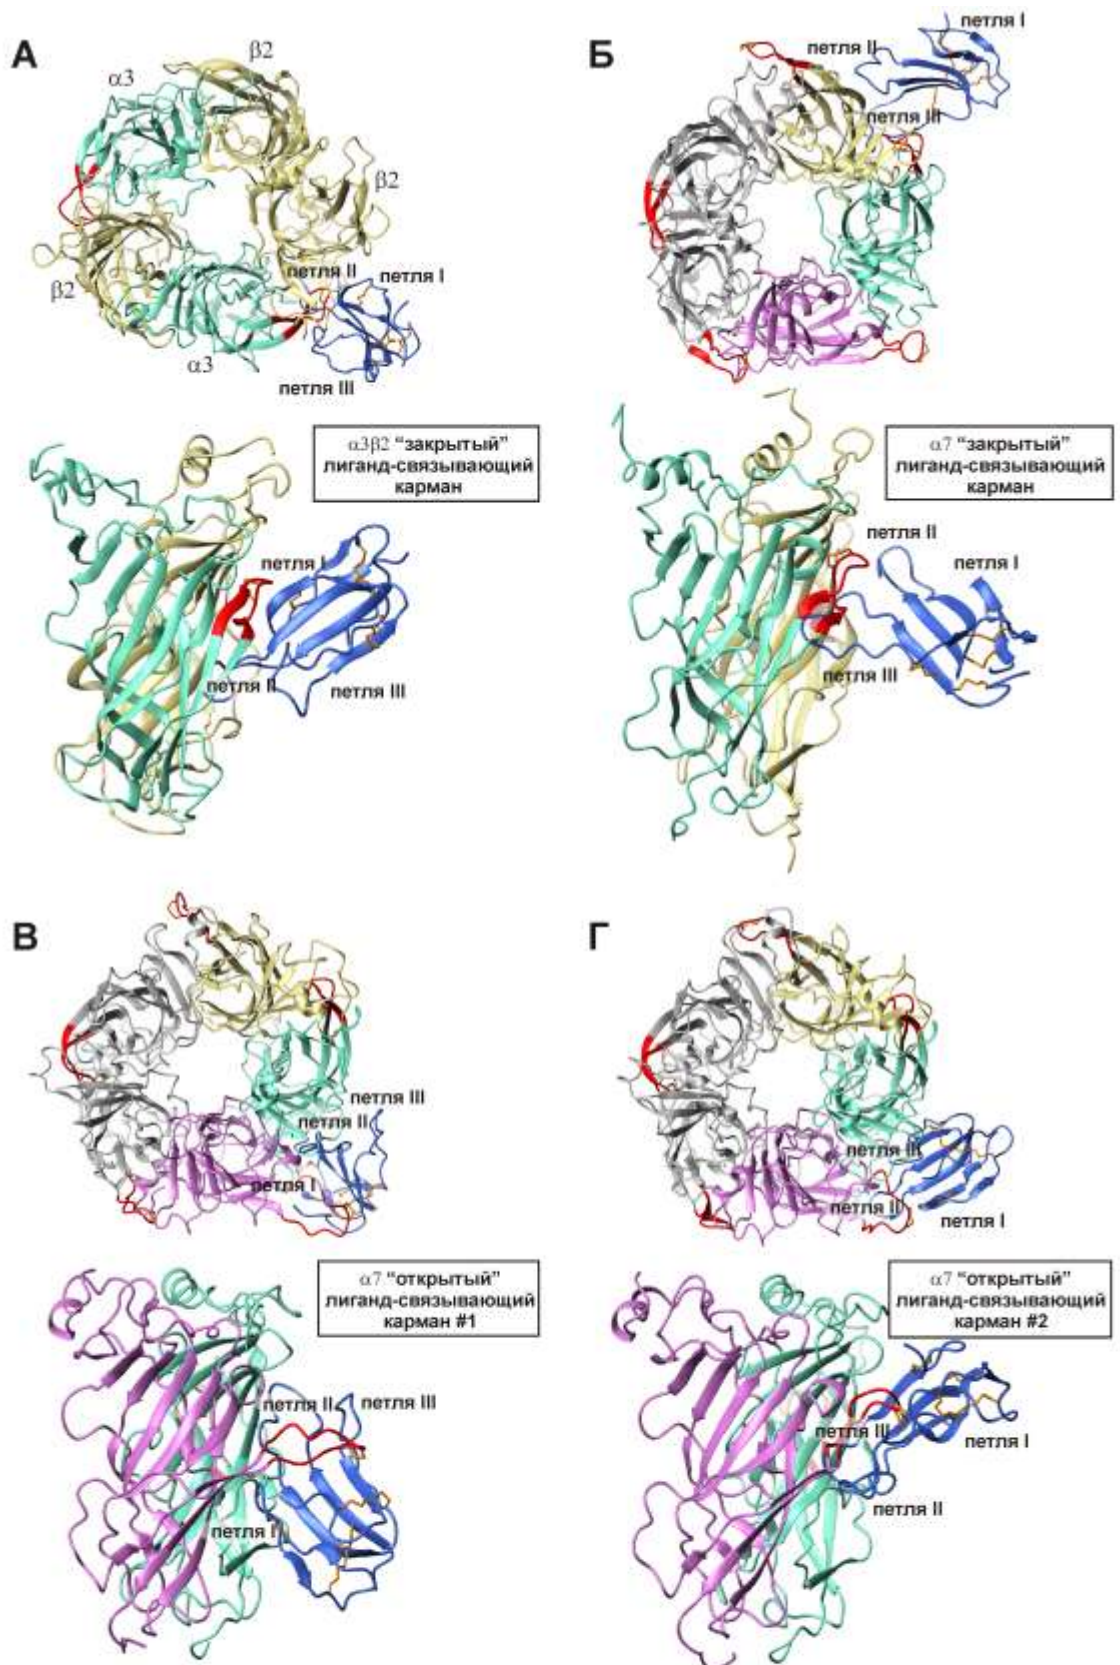 А
β2
α3
β2
β2
α3
петля II
петля I
петля III
α3β2 “закрытый”
лиганд-связывающий
карман
петля I
петля II
петля III
Б
петля I
петля II
петля III
α7 “закрытый”
лиганд-связывающий
карман
петля II
петля I
петля III
В
петля III
петля II
петля I
α7 “открытый”
лиганд-связывающий
карман #1
петля II
петля III
петля I
Г
петля III
петля II
петля I
α7 “открытый”
лиганд-связывающий
карман #2
петля III
петля I
петля II